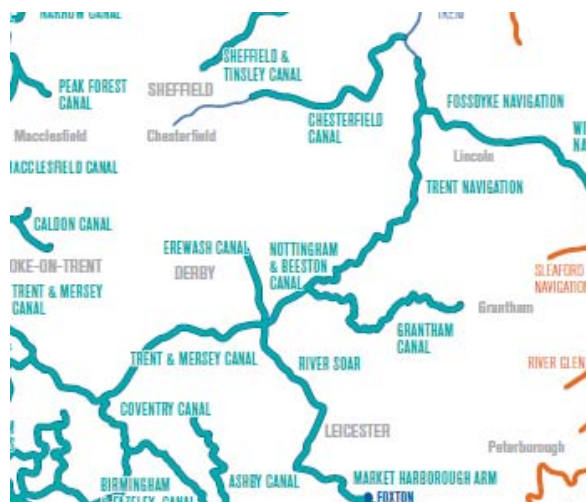 NARROW CANAL
TRENT
SHEFFIELD &
TINSLEY CANAL
PEAK FOREST
CANAL
SHEFFIELD
FOSSDYKE NAVIGATION
CHESTERFIELD
CANAL
Macclesfield
Chesterfield
Lincoln
MACCLESFIELD CANAL
TRENT NAVIGATION
CALDON CANAL
EREWASH CANAL
NOTTINGHAM
& BEESTON
CANAL
OKE-ON-TRENT
DERBY
SLEAFORD
NAVIGATION
TRENT & MERSEY
CANAL
Grantham
GRANTHAM
CANAL
TRENT & MERSEY CANAL
RIVER SOAR
RIVER GLEN
COVENTRY CANAL
LEICESTER
Peterborough
BIRMINGHAM
FAZELEY CANAL
ASHBY CANAL
MARKET HARBOROUGH ARM
FOXTON